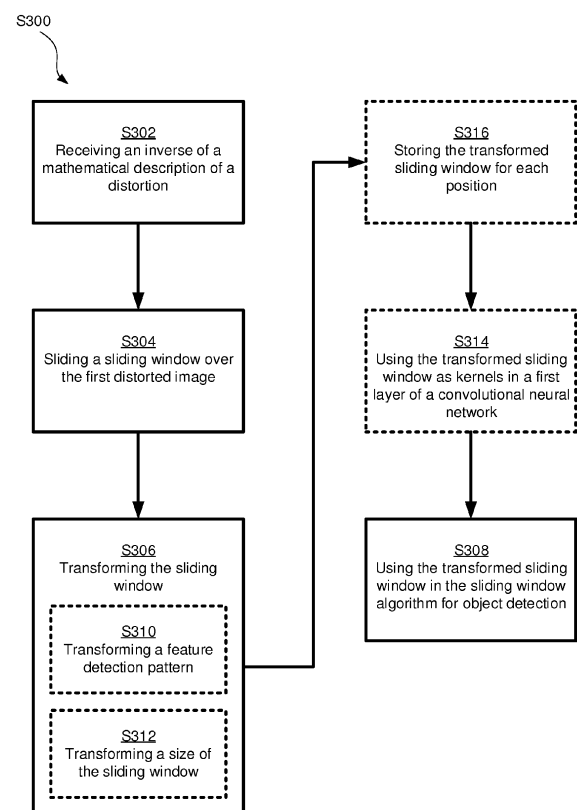 S300
S302
Receiving an inverse of a
mathematical description of a
distortion
S304
Sliding a sliding window over
the first distorted image
S306
Transforming the sliding
window
S310
Transforming a feature
detection pattern
S312
Transforming a size of
the sliding window
S316
Storing the transformed
sliding window for each
position
S314
Using the transformed sliding
window as kernels in a first
layer of a convolutional neural
network
S308
Using the transformed sliding
window in the sliding window
algorithm for object detection